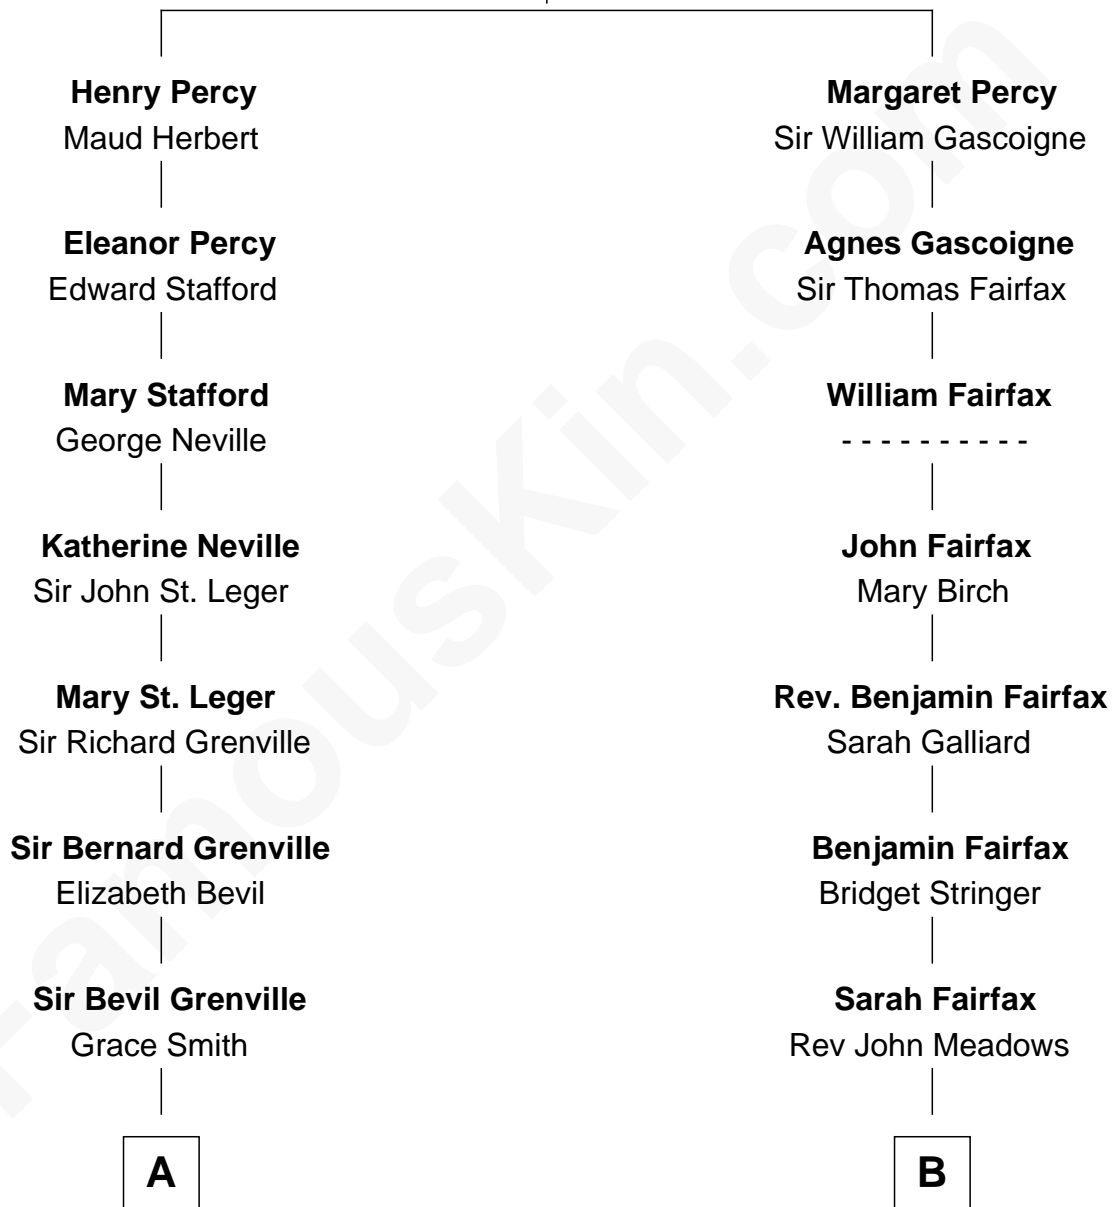 Henry Percy
Maud Herbert
Eleanor Percy
Edward Stafford
Mary Stafford
George Neville
Katherine Neville
Sir John St. Leger
Mary St. Leger
Sir Richard Grenville
Sir Bernard Grenville
Elizabeth Bevil
Sir Bevil Grenville
Grace Smith
A
Margaret Percy
Sir William Gascoigne
Agnes Gascoigne
Sir Thomas Fairfax
William Fairfax
- - - - - - - - - -
John Fairfax
Mary Birch
Rev. Benjamin Fairfax
Sarah Galliard
Benjamin Fairfax
Bridget Stringer
Sarah Fairfax
Rev John Meadows
B
FamousKin.com